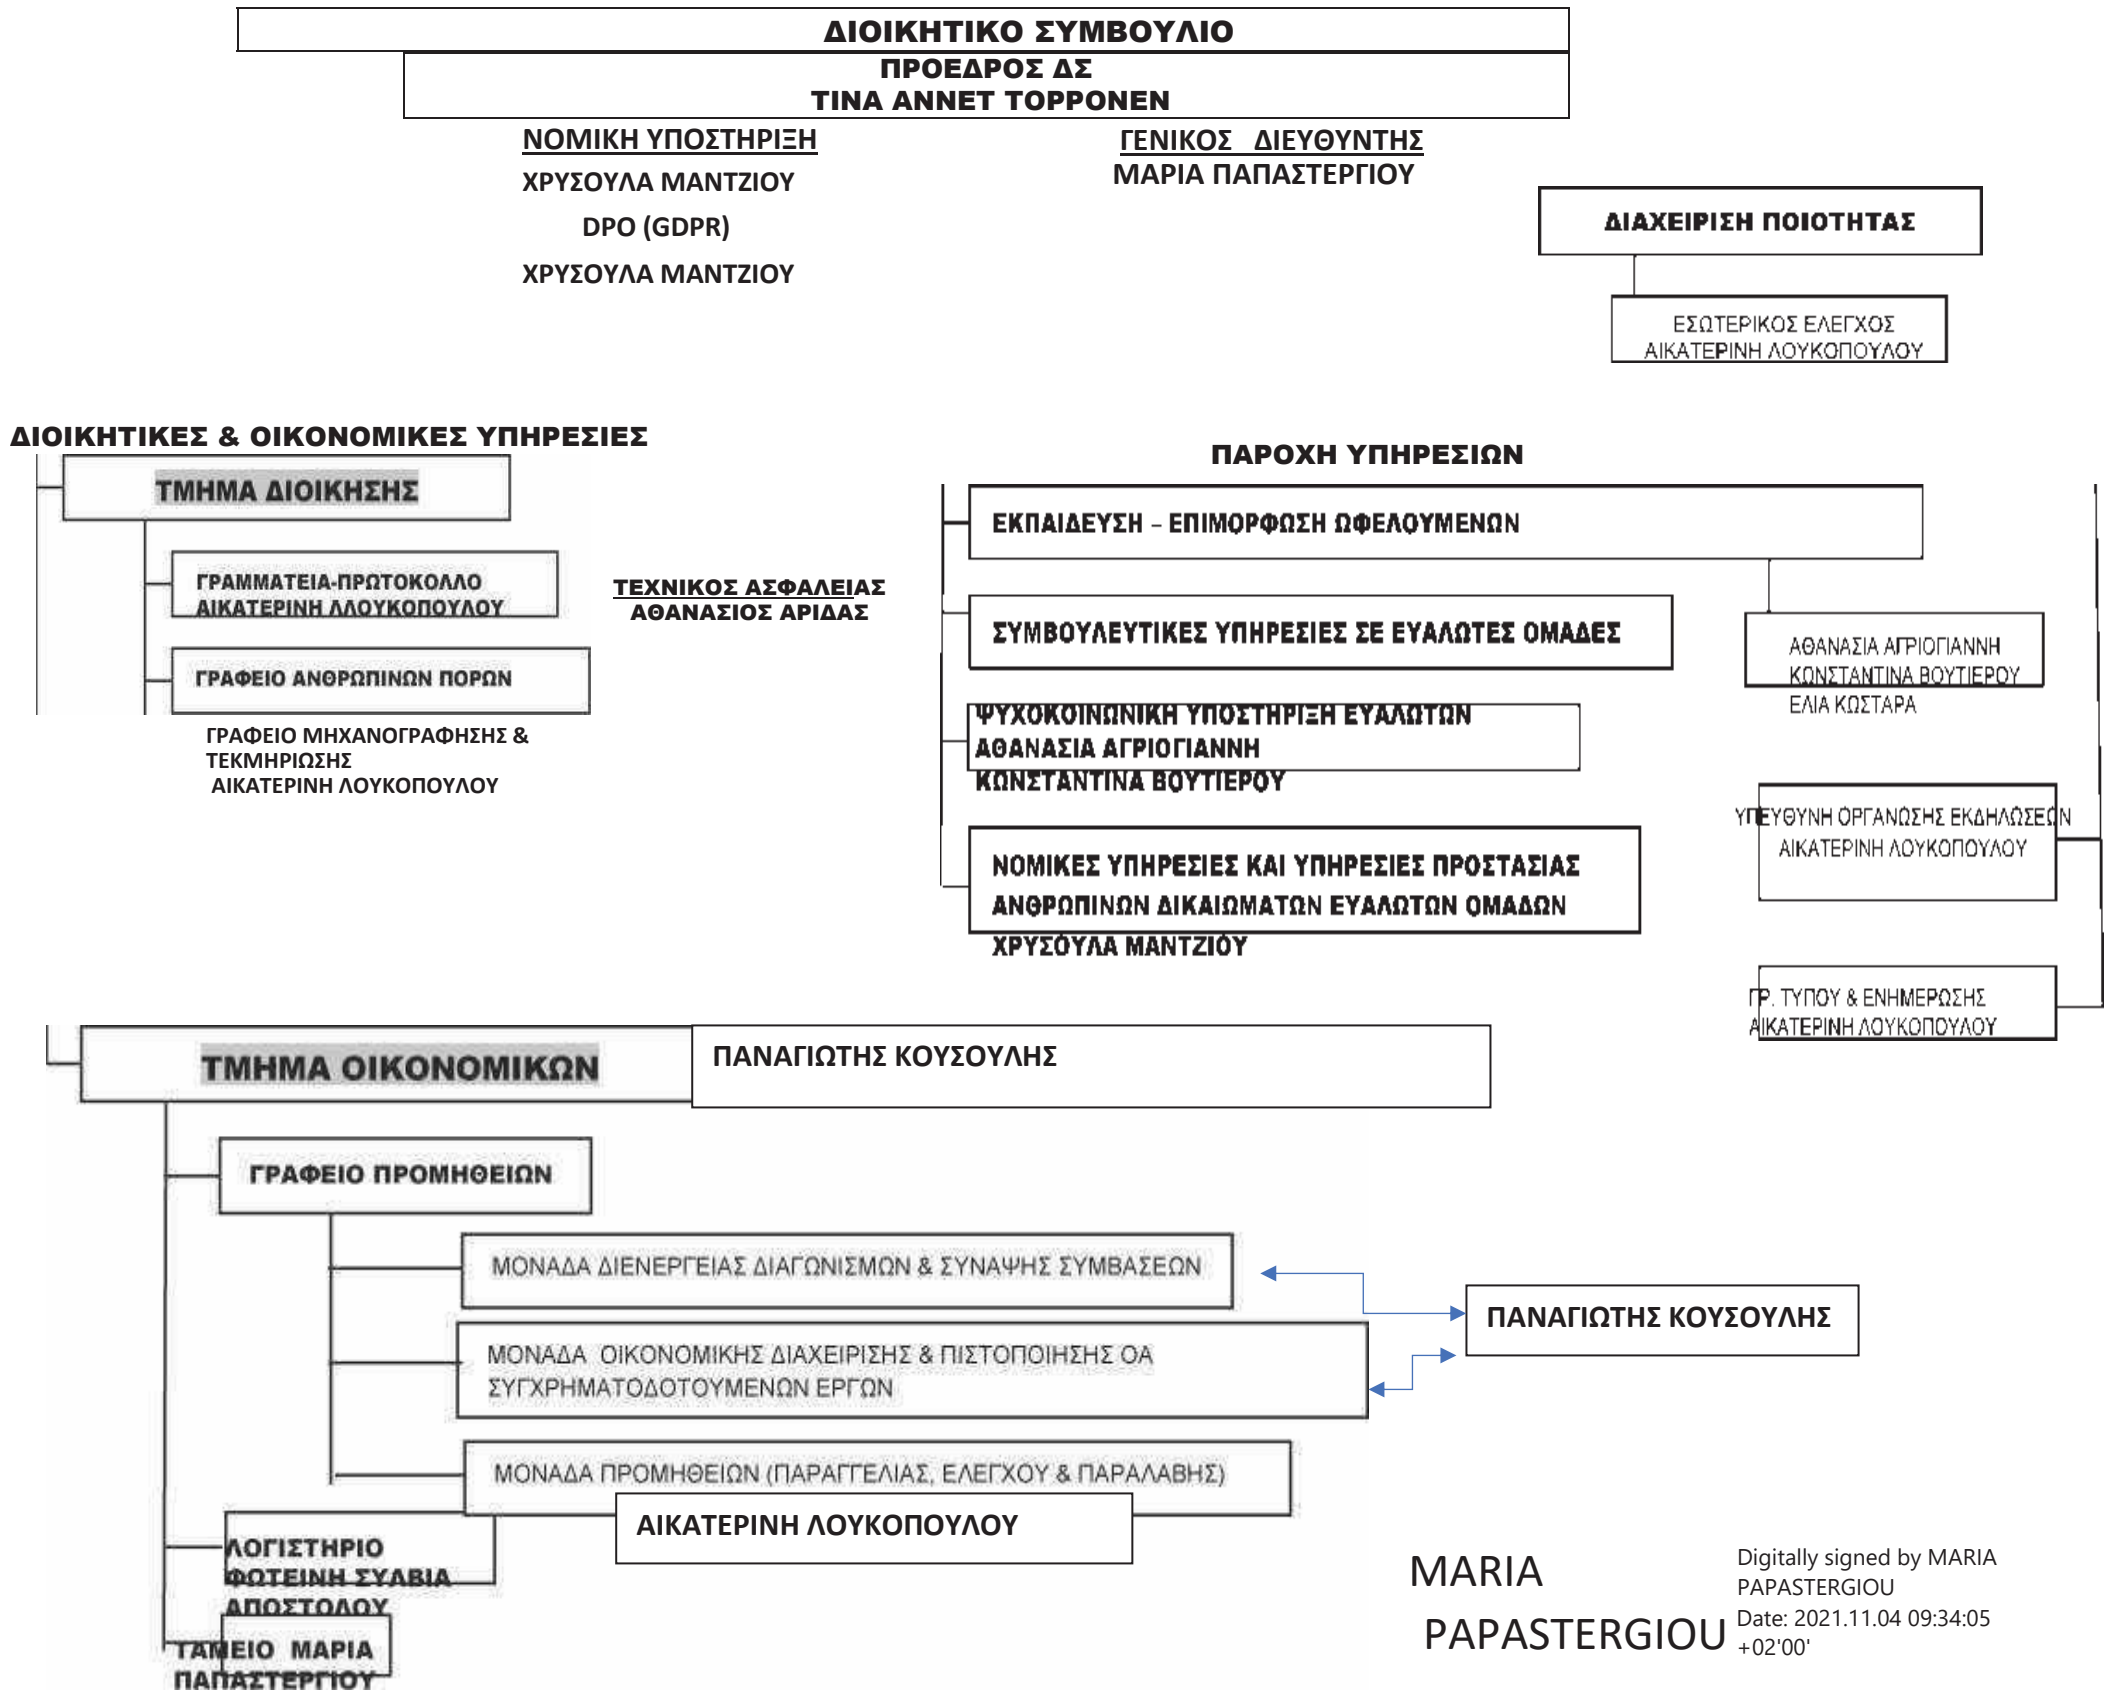 ΔΙΟΙΚΗΤΙΚΟ ΣΥΜΒΟΥΛΙΟ
ΠΡΟΕΔΡΟΣ ΔΣ
ΤΙΝΑ ANNET TOPPONEN
ΝΟΜΙΚΗ ΥΠΟΣΤΗΡΙΞΗ
ΧΡΥΣΟΥΛΑ ΜΑΝΤΖΙΟΥ
DPO (GDPR)
ΧΡΥΣΟΥΛΑ ΜΑΝΤΖΙΟΥ
ΓΕΝΙΚΟΣ ΔΙΕΥΘΥΝΤΗΣ
ΜΑΡΙΑ ΠΑΠΑΣΤΕΡΓΙΟΥ
ΔΙΑΧΕΙΡΙΣΗ ΠΟΙΟΤΗΤΑΣ
ΕΣΩΤΕΡΙΚΟΣ ΕΛΕΓΧΟΣ
ΑΙΚΑΤΕΡΙΝΗ ΛΟΥΚΟΠΟΥΛΟΥ
ΔΙΟΙΚΗΤΙΚΕΣ & ΟΙΚΟΝΟΜΙΚΕΣ ΥΠΗΡΕΣΙΕΣ
ΤΜΗΜΑ ΔΙΟΙΚΗΣΗΣ
ΓΡΑΜΜΑΤΕΙΑ-ΠΡΩΤΟΚΟΛΛΟ
ΑΙΚΑΤΕΡΙΝΗ ΛΛΟΥΚΟΠΟΥΛΟΥ
ΓΡΑΦΕΙΟ ΑΝΘΡΩΠΙΝΩΝ ΠΟΡΩΝ
ΓΡΑΦΕΙΟ ΜΗΧΑΝΟΓΡΑΦΗΣΗΣ &
ΤΕΚΜΗΡΙΩΣΗΣ
ΑΙΚΑΤΕΡΙΝΗ ΛΟΥΚΟΠΟΥΛΟΥ
ΤΕΧΝΙΚΟΣ ΑΣΦΑΛΕΙΑΣ
ΑΘΑΝΑΣΙΟΣ ΑΡΙΔΑΣ
ΠΑΡΟΧΗ ΥΠΗΡΕΣΙΩΝ
ΕΚΠΑΙΔΕΥΣΗ – ΕΠΙΜΟΡΦΩΣΗ ΩΦΕΛΟΥΜΕΝΩΝ
ΣΥΜΒΟΥΛΕΥΤΙΚΕΣ ΥΠΗΡΕΣΙΕΣ ΣΕ ΕΥΑΛΩΤΕΣ ΟΜΑΔΕΣ
ΨΥΧΟΚΟΙΝΩΝΙΚΗ ΥΠΟΣΤΗΡΙΞΗ ΕΥΑΛΩΤΩΝ
ΑΘΑΝΑΣΙΑ ΑΓΡΙΟΓΙΑΝΝΗ
ΚΩΝΣΤΑΝΤΙΝΑ ΒΟΥΤΙΕΡΟΥ
ΝΟΜΙΚΕΣ ΥΠΗΡΕΣΙΕΣ ΚΑΙ ΥΠΗΡΕΣΙΕΣ ΠΡΟΣΤΑΣΙΑΣ
ΑΝΘΡΩΠΙΝΩΝ ΔΙΚΑΙΩΜΑΤΩΝ ΕΥΑΛΩΤΩΝ ΟΜΑΔΩΝ
ΧΡΥΣΟΥΛΑ ΜΑΝΤΖΙΟΥ
ΑΘΑΝΑΣΙΑ ΑΓΡΙΟΓΙΑΝΝΗ
ΚΩΝΣΤΑΝΤΙΝΑ ΒΟΥΤΙΕΡΟΥ
ΕΛΙΑ ΚΩΣΤΑΡΑ
ΥΠΕΥΘΥΝΗ ΟΡΓΑΝΩΣΗΣ ΕΚΔΗΛΩΣΕΩΝ
ΑΙΚΑΤΕΡΙΝΗ ΛΟΥΚΟΠΟΥΛΟΥ
ΓΡ. ΤΥΠΟΥ & ΕΝΗΜΕΡΩΣΗΣ
ΑΙΚΑΤΕΡΙΝΗ ΛΟΥΚΟΠΟΥΛΟΥ
ΤΜΗΜΑ ΟΙΚΟΝΟΜΙΚΩΝ
ΠΑΝΑΓΙΩΤΗΣ ΚΟΥΣΟΥΛΗΣ
ΓΡΑΦΕΙΟ ΠΡΟΜΗΘΕΙΩΝ
ΜΟΝΑΔΑ ΔΙΕΝΕΡΓΕΙΑΣ ΔΙΑΓΩΝΙΣΜΩΝ & ΣΥΝΑΨΗΣ ΣΥΜΒΑΣΕΩΝ
ΠΑΝΑΓΙΩΤΗΣ ΚΟΥΣΟΥΛΗΣ
ΜΟΝΑΔΑ ΟΙΚΟΝΟΜΙΚΗΣ ΔΙΑΧΕΙΡΙΣΗΣ & ΠΙΣΤΟΠΟΙΗΣΗΣ ΟΑ
ΣΥΓΧΡΗΜΑΤΟΔΟΤΟΥΜΕΝΩΝ ΕΡΓΩΝ
ΜΟΝΑΔΑ ΠΡΟΜΗΘΕΙΩΝ (ΠΑΡΑΓΓΕΛΙΑΣ, ΕΛΕΓΧΟΥ & ΠΑΡΑΛΑΒΗΣ)
ΑΙΚΑΤΕΡΙΝΗ ΛΟΥΚΟΠΟΥΛΟΥ
ΛΟΓΙΣΤΗΡΙΟ
ΦΩΤΕΙΝΗ ΣΥΛΒΙΑ
ΑΠΟΣΤΟΛΟΥ
ΤΑΜΕΙΟ ΜΑΡΙΑ
ΠΑΠΑΣΤΕΡΓΙΟΥ
MARIA
PAPASTERGIOU
Digitally signed by MARIA
PAPASTERGIOU
Date: 2021.11.04 09:34:05
+02'00'